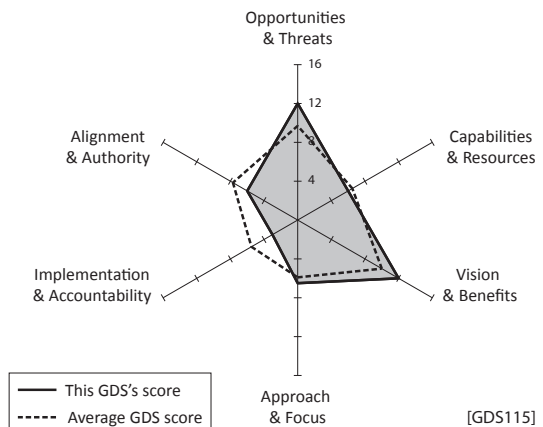 Opportunities
& Threats
16
12
8
4
Alignment
& Authority
Capabilities
& Resources
Implementation
& Accountability
Vision
& Benefits
Approach
& Focus
This GDS's score
Average GDS score
[GDS115]